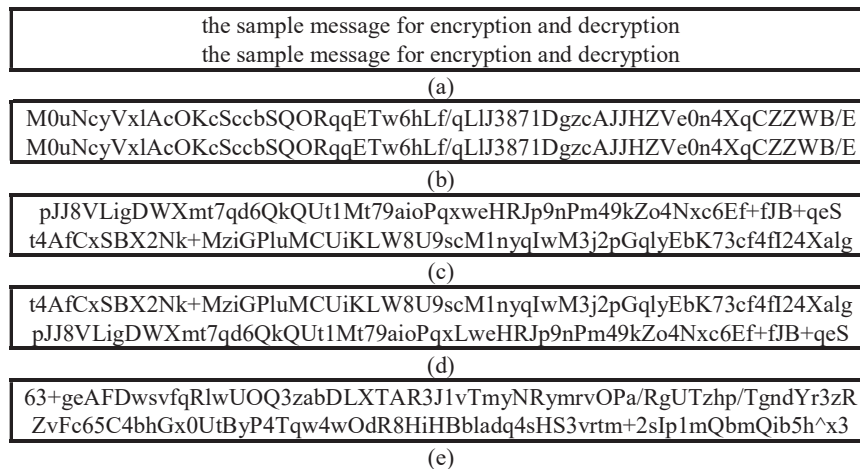 the sample message for encryption and decryption
the sample message for encryption and decryption
(a)
M0uNcyVxlAcOKcSccbSQORqqETw6hLf/qLlJ3871DgzcAJJHZVe0n4XqCZZWB/E
M0uNcyVxlAcOKcSccbSQORqqETw6hLf/qLlJ3871DgzcAJJHZVe0n4XqCZZWB/E
(b)
pJJ8VLigDWXmt7qd6QkQUt1Mt79aioPqxweHRJp9nPm49kZo4Nxc6Ef+fJB+qeS
t4AfCxSBX2Nk+MziGPluMCUiKLW8U9scM1nyqIwM3j2pGqlyEbK73cf4fI24Xalg
(c)
t4AfCxSBX2Nk+MziGPluMCUiKLW8U9scM1nyqIwM3j2pGqlyEbK73cf4fI24Xalg
pJJ8VLigDWXmt7qd6QkQUt1Mt79aioPqxLweHRJp9nPm49kZo4Nxc6Ef+fJB+qeS
(d)
63+geAFDwsvfqRlwUOQ3zabDLXTAR3J1vTmyNRymrvOPa/RgUTzhp/TgndYr3zR
ZvFc65C4bhGx0UtByP4Tqw4wOdR8HiHBbladq4sHS3vrtm+2sIp1mQbmQib5h^x3
(e)